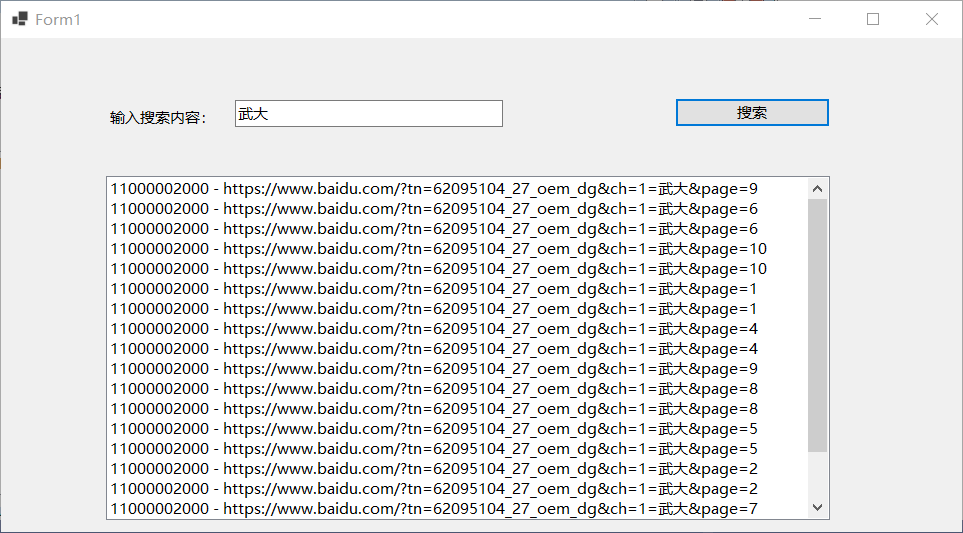 Form1
输入搜索内容：
武大
搜索
11000002000 - https://www.baidu.com/?tn=62095104_27_oem_dg&ch=1=武大&page=9
11000002000 - https://www.baidu.com/?tn=62095104_27_oem_dg&ch=1=武大&page=6
11000002000 - https://www.baidu.com/?tn=62095104_27_oem_dg&ch=1=武大&page=6
11000002000 - https://www.baidu.com/?tn=62095104_27_oem_dg&ch=1=武大&page=10
11000002000 - https://www.baidu.com/?tn=62095104_27_oem_dg&ch=1=武大&page=10
11000002000 - https://www.baidu.com/?tn=62095104_27_oem_dg&ch=1=武大&page=1
11000002000 - https://www.baidu.com/?tn=62095104_27_oem_dg&ch=1=武大&page=1
11000002000 - https://www.baidu.com/?tn=62095104_27_oem_dg&ch=1=武大&page=4
11000002000 - https://www.baidu.com/?tn=62095104_27_oem_dg&ch=1=武大&page=4
11000002000 - https://www.baidu.com/?tn=62095104_27_oem_dg&ch=1=武大&page=9
11000002000 - https://www.baidu.com/?tn=62095104_27_oem_dg&ch=1=武大&page=8
11000002000 - https://www.baidu.com/?tn=62095104_27_oem_dg&ch=1=武大&page=8
11000002000 - https://www.baidu.com/?tn=62095104_27_oem_dg&ch=1=武大&page=5
11000002000 - https://www.baidu.com/?tn=62095104_27_oem_dg&ch=1=武大&page=5
11000002000 - https://www.baidu.com/?tn=62095104_27_oem_dg&ch=1=武大&page=2
11000002000 - https://www.baidu.com/?tn=62095104_27_oem_dg&ch=1=武大&page=2
11000002000 - https://www.baidu.com/?tn=62095104_27_oem_dg&ch=1=武大&page=7